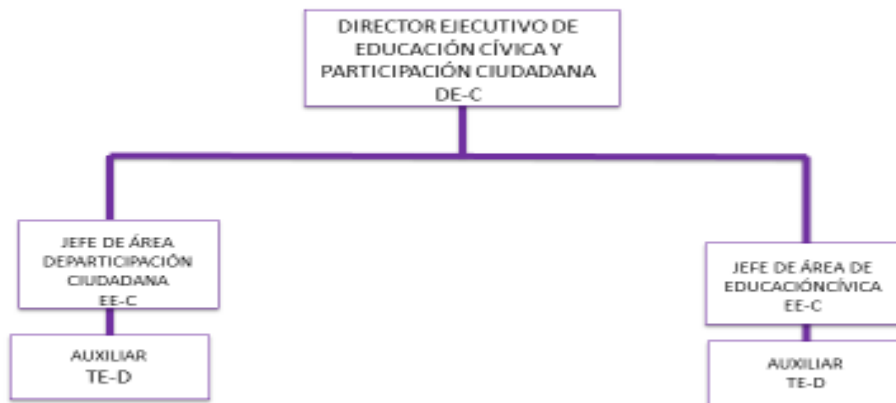 DIRECTOR EJECUTIVO DE
EDUCACIÓN CÍVICA Y
PARTICIPACIÓN CIUDADANA
DE-C
JEFE DE ÁREA
DEPARTICIPACIÓN
CIUDADANA
EE-C
AUXILIAR
TE-D
JEFE DE ÁREA DE
EDUCACIÓNCÍVICA
EE-C
AUXILIAR
TE-D